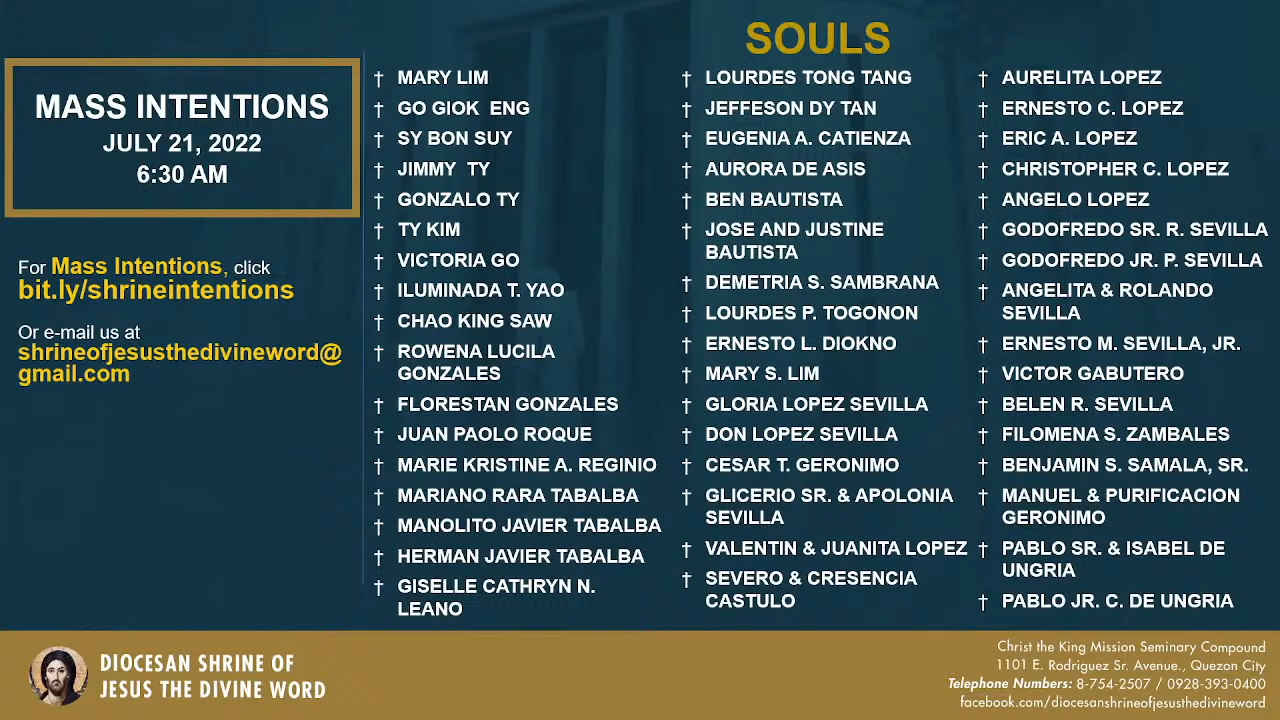 MASS INTENTIONS
JULY 21, 2022
6:30 AM
For Mass Intentions, click
bit.ly/shrineintentions
Or e-mail us at
shrineofjesusthedivineword@
gmail.com
SOULS
† MARY LIM
† GO GIOK  ENG
† SY BON SUY
† JIMMY  TY
† GONZALO TY
† TY KIM
† VICTORIA GO
† ILUMINADA T. YAO
† CHAO KING SAW
† ROWENA LUCILA
GONZALES
† FLORESTAN GONZALES
† JUAN PAOLO ROQUE
† MARIE KRISTINE A. REGINIO
† MARIANO RARA TABALBA
† MANOLITO JAVIER TABALBA
† HERMAN JAVIER TABALBA
† GISELLE CATHRYN N.
LEANO
† LOURDES TONG TANG
† JEFFESON DY TAN
† EUGENIA A. CATIENZA
† AURORA DE ASIS
† BEN BAUTISTA
† JOSE AND JUSTINE
BAUTISTA
† DEMETRIA S. SAMBRANA
† LOURDES P. TOGONON
† ERNESTO L. DIOKNO
† MARY S. LIM
† GLORIA LOPEZ SEVILLA
† DON LOPEZ SEVILLA
† CESAR T. GERONIMO
† GLICERIO SR. & APOLONIA
SEVILLA
† VALENTIN & JUANITA LOPEZ
† SEVERO & CRESENCIA
CASTULO
† AURELITA LOPEZ
† ERNESTO C. LOPEZ
† ERIC A. LOPEZ
† CHRISTOPHER C. LOPEZ
† ANGELO LOPEZ
† GODOFREDO SR. R. SEVILLA
† GODOFREDO JR. P. SEVILLA
† ANGELITA & ROLANDO
SEVILLA
† ERNESTO M. SEVILLA, JR.
† VICTOR GABUTERO
† BELEN R. SEVILLA
† FILOMENA S. ZAMBALES
† BENJAMIN S. SAMALA, SR.
† MANUEL & PURIFICACION
GERONIMO
† PABLO SR. & ISABEL DE
UNGRIA
† PABLO JR. C. DE UNGRIA
DIOCESAN SHRINE OF
JESUS THE DIVINE WORD
Christ the King Mission Seminary Compound
1101 E. Rodriguez Sr. Avenue., Quezon City
Telephone Numbers: 8-754-2507 / 0928-393-0400
facebook.com/diocesanshrineofjesusthedivineword